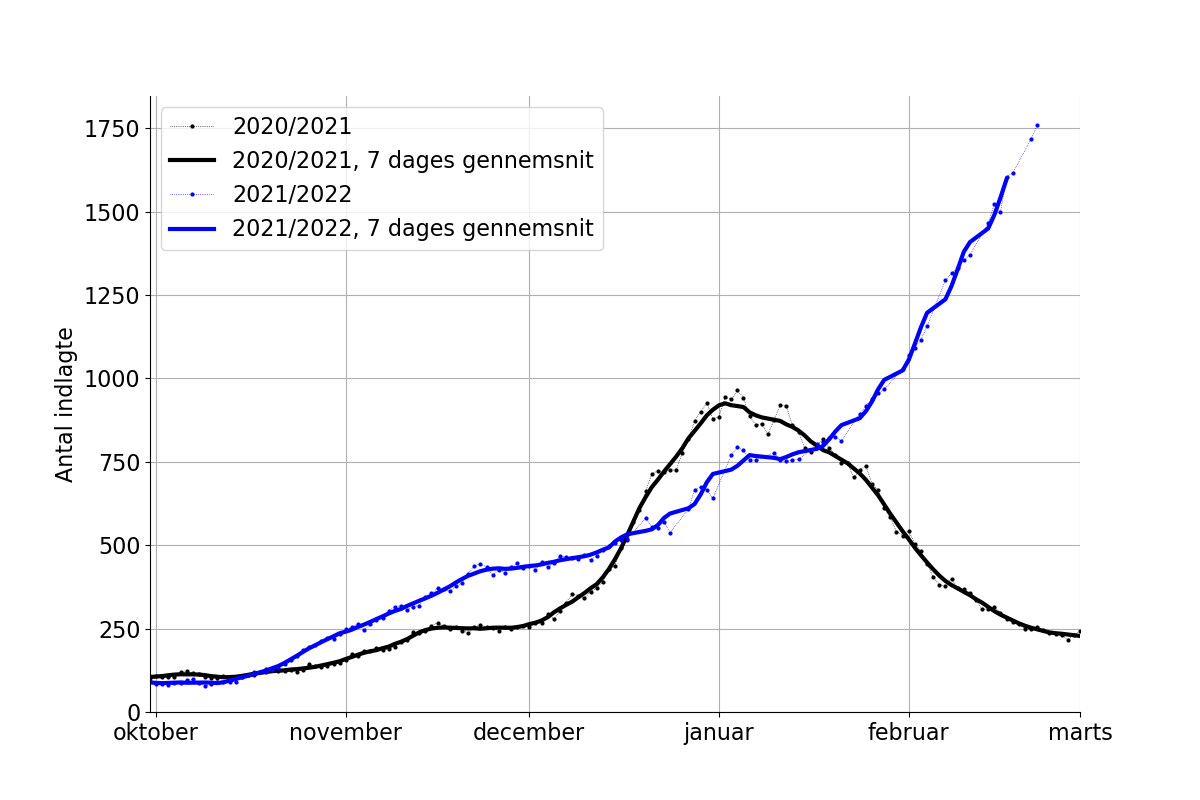 2020/2021
2020/2021, 7 dages gennemsnit
2021/2022
2021/2022, 7 dages gennemsnit
Antal indlagte
1750
1500
1250
1000
750
500
250
0
oktober november december januar februar marts